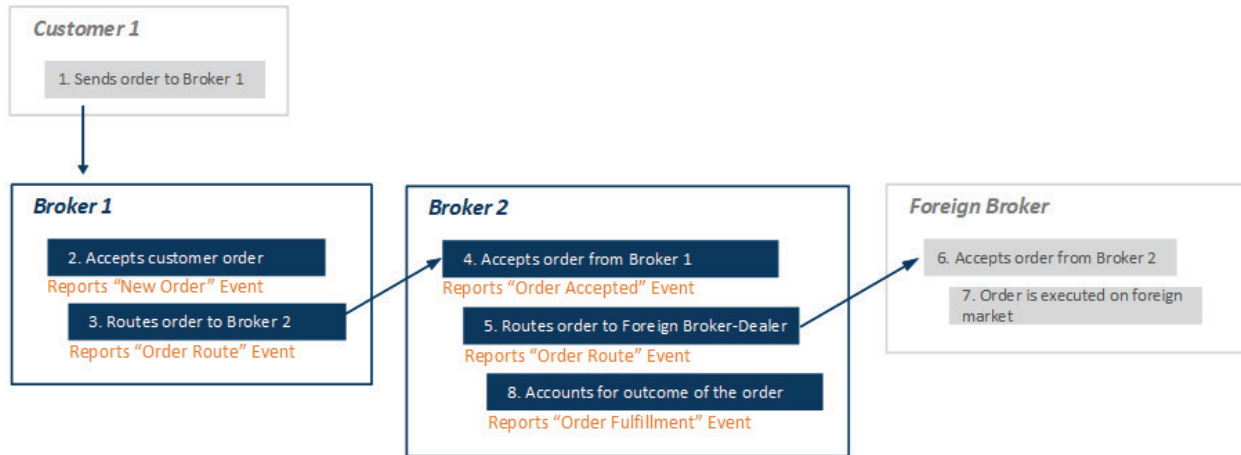 Customer 1
1. Sends order to Broker 1
Broker 1
2. Accepts customer order
Reports “New Order” Event
3. Routes order to Broker 2
Reports “Order Route” Event
Broker 2
4. Accepts order from Broker 1
Reports “Order Accepted” Event
5. Routes order to Foreign Broker-Dealer
Reports “Order Route” Event
8. Accounts for outcome of the order
Reports “Order Fulfillment” Event
Foreign Broker
6. Accepts order from Broker 2
7. Order is executed on foreign
market